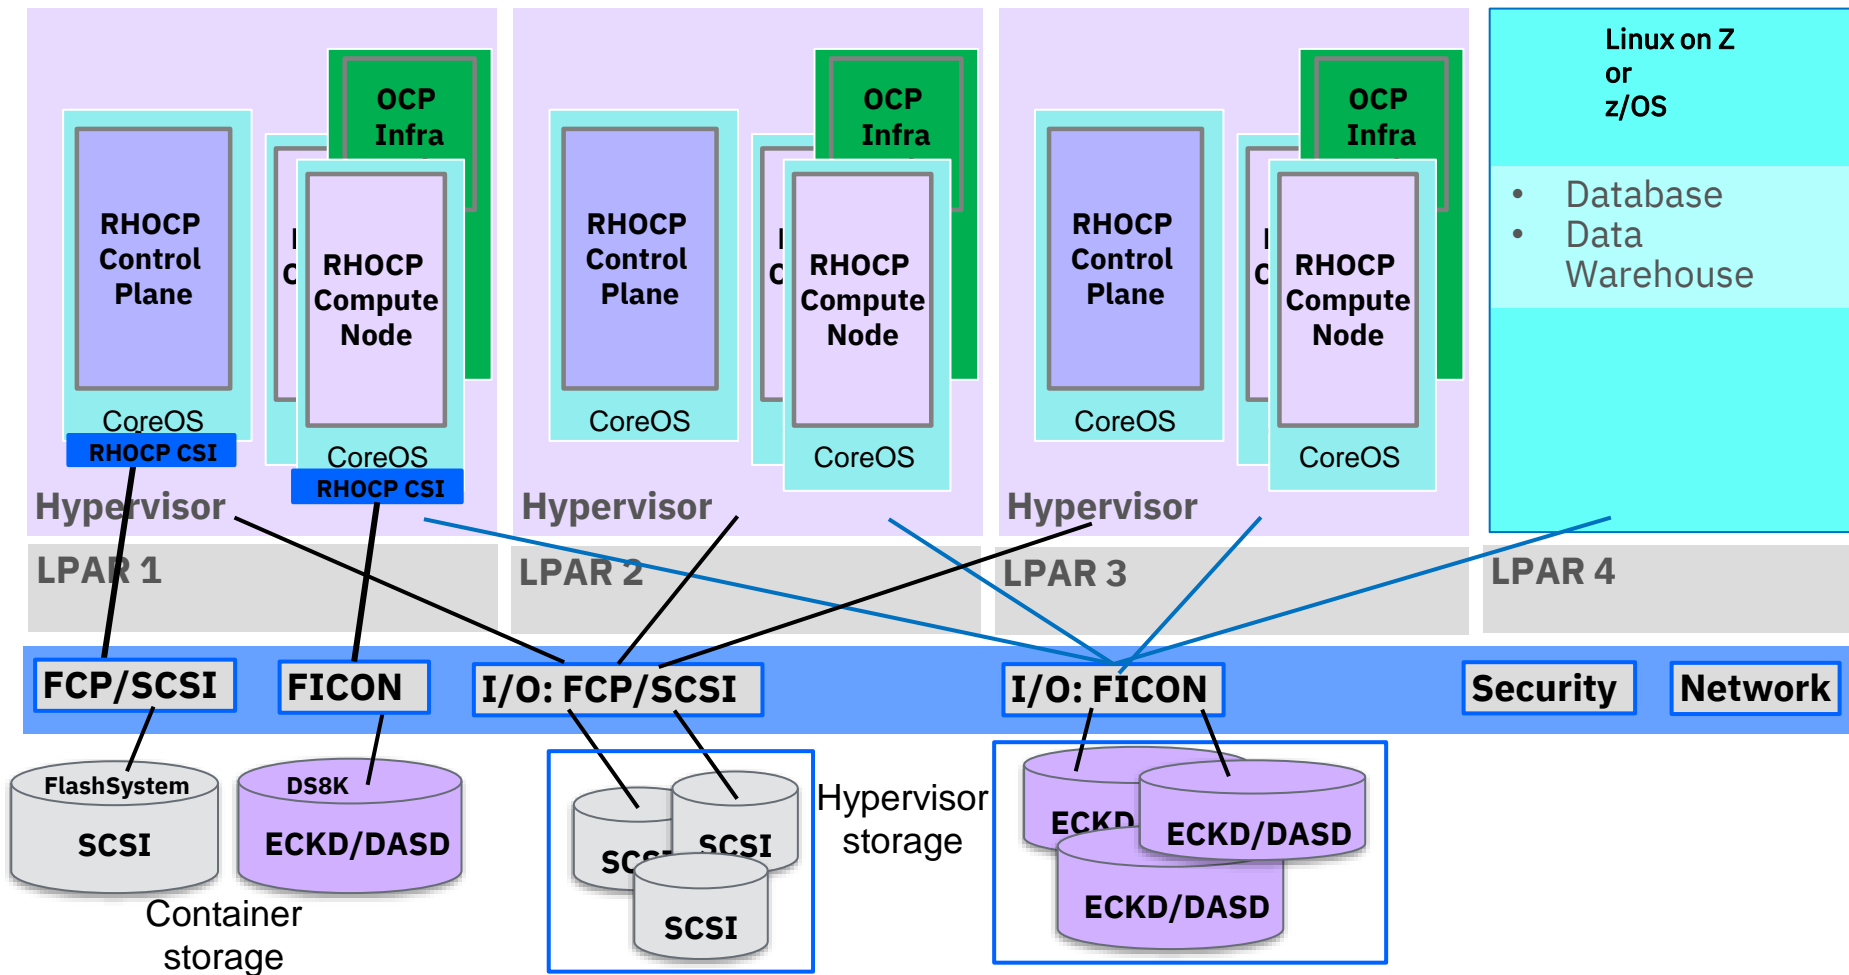 OCP
Infra
RHOCP
Control
Plane
CoreOS
RHOCP CSI
RHOCP
Compute
Node
CoreOS
RHOCP CSI
Hypervisor
LPAR 1
OCP
Infra
RHOCP
Control
Plane
CoreOS
RHOCP
Compute
Node
CoreOS
Hypervisor
LPAR 2
OCP
Infra
RHOCP
Control
Plane
CoreOS
RHOCP
Compute
Node
CoreOS
Hypervisor
LPAR 3
Linux on Z
or
z/OS
• Database
• Data
Warehouse
LPAR 4
FCP/SCSI
FICON
I/O: FCP/SCSI
I/O: FICON
Security
Network
FlashSystem
SCSI
DS8K
ECKD/DASD
Container
storage
SCSI
SCSI
SCSI
Hypervisor
storage
ECKD
ECKD/DASD
ECKD/DASD